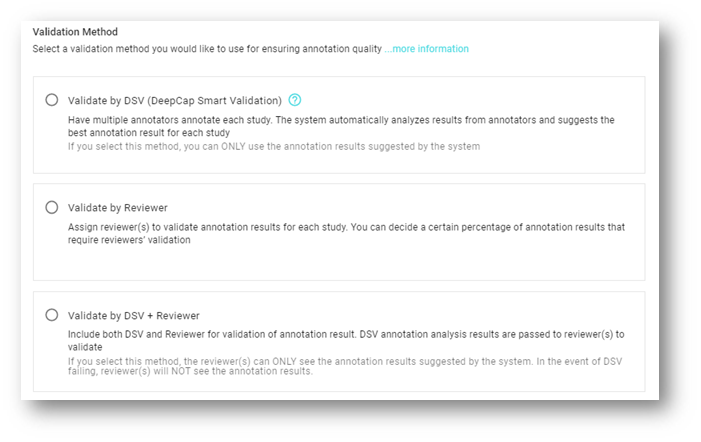 Validation Method
Select a validation method you would like to use for ensuring annotation quality ...more information
Validate by DSV (DeepCap Smart Validation) ?
Have multiple annotators annotate each study. The system automatically analyzes results from annotators and suggests the
best annotation result for each study
If you select this method, you can ONLY use the annotation results suggested by the system
Validate by Reviewer
Assign reviewer(s) to validate annotation results for each study. You can decide a certain percentage of annotation results that
require reviewers' validation
Validate by DSV + Reviewer
Include both DSV and Reviewer for validation of annotation result. DSV annotation analysis results are passed to reviewer(s) to
validate
If you select this method, the reviewer(s) can ONLY see the annotation results suggested by the system. In the event of DSV
failing, reviewer(s) will NOT see the annotation results.